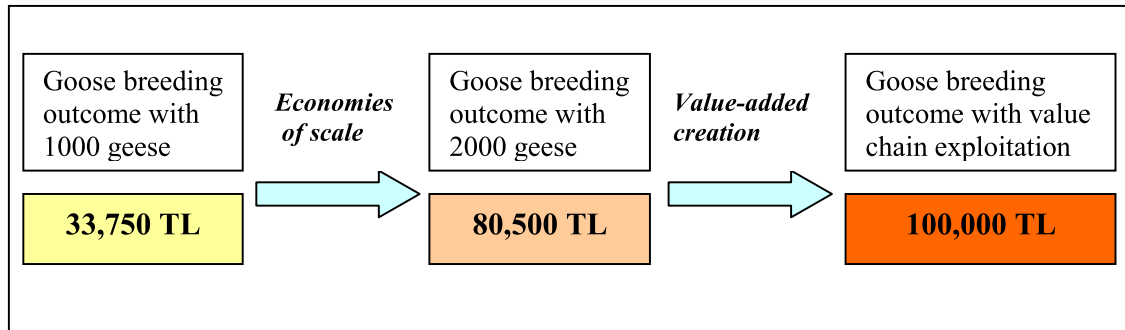 Goose breeding
outcome with
1000 geese
33,750 TL
Economies
of scale
Goose breeding
outcome with
2000 geese
80,500 TL
Value-added
creation
Goose breeding
outcome with value
chain exploitation
100,000 TL